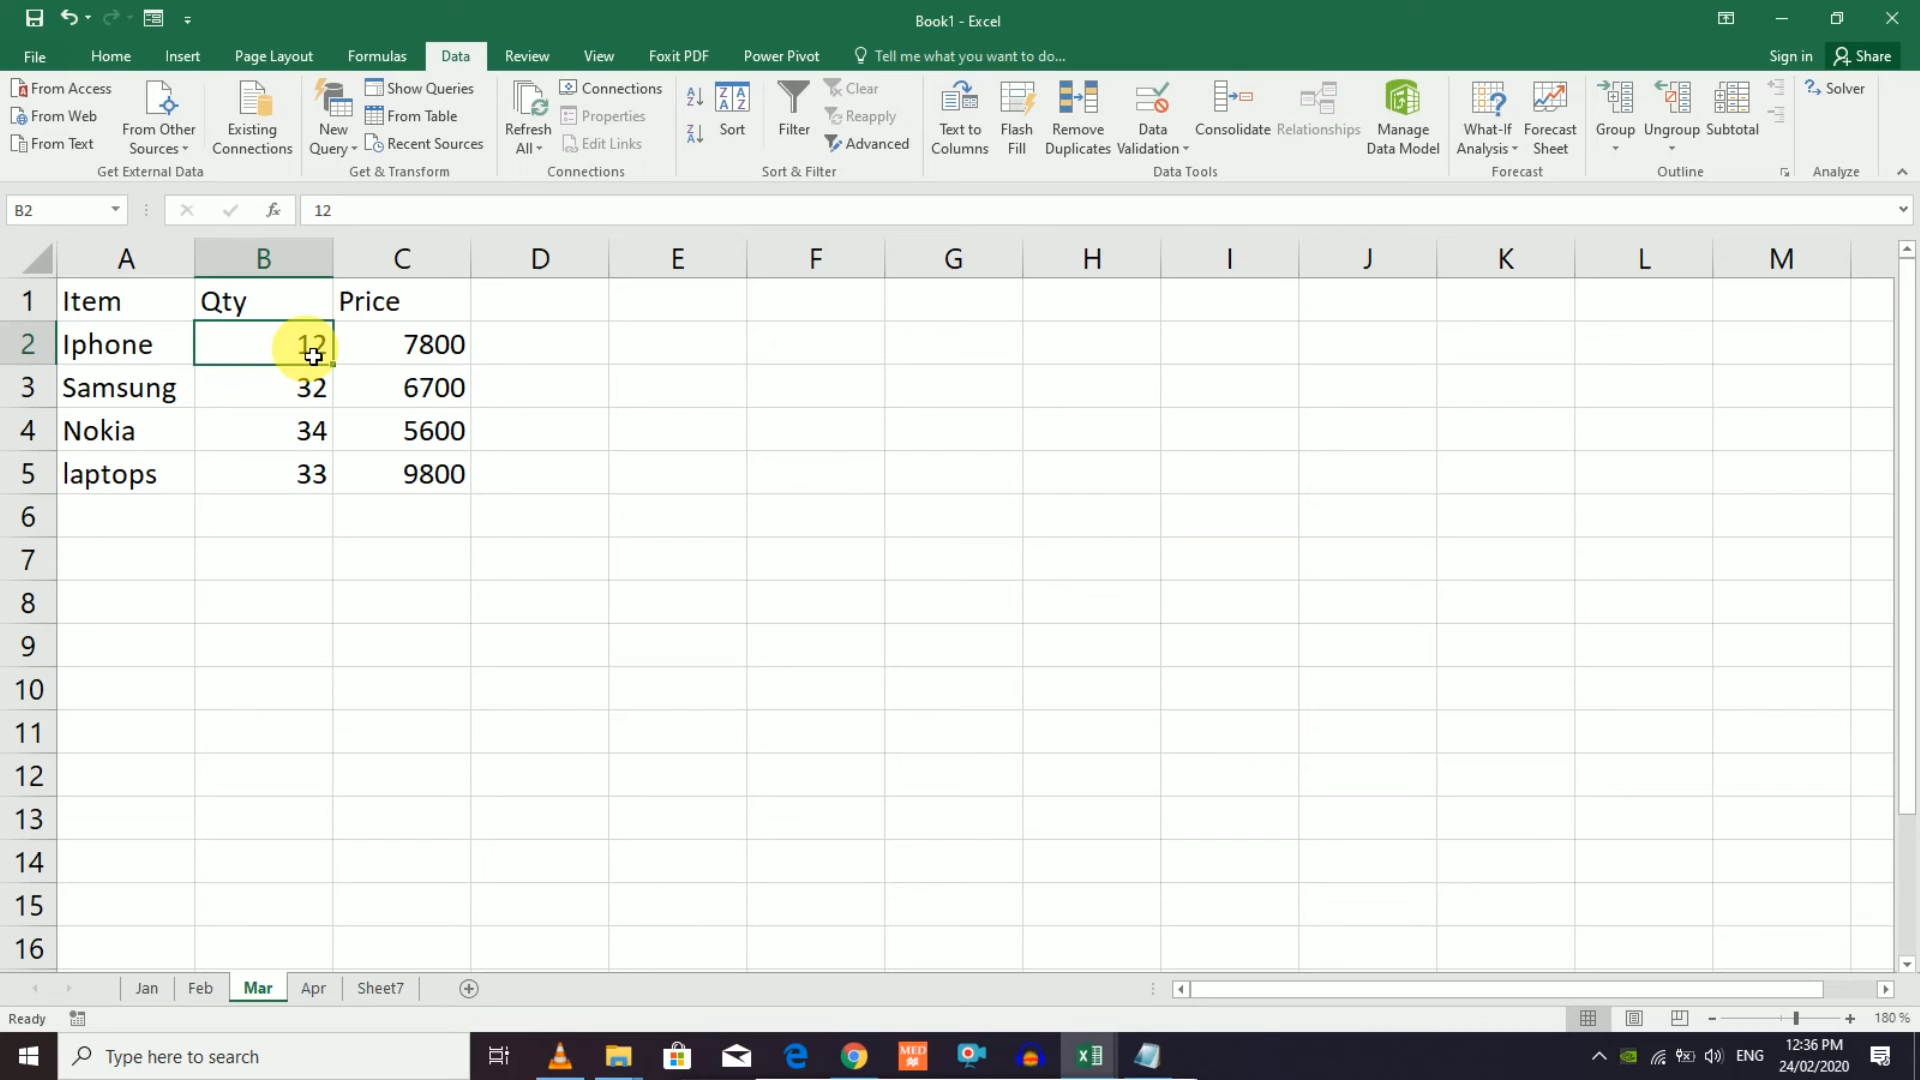 Book1 - Excel
File Home Insert Page Layout Formulas Data Review View Foxit PDF Power Pivot Tell me what you want to do... Sign in Share
From Access
From Web
From Text
From Other Sources
Existing Connections
Get External Data
New Query
Show Queries
From Table
Recent Sources
Get & Transform
Refresh All
Connections
Properties
Edit Links
Connections
Sort
Filter
Clear
Reapply
Advanced
Sort & Filter
Text to Columns
Flash Fill
Remove Duplicates
Data Validation
Consolidate
Relationships
Manage Data Model
Data Tools
What-If Analysis
Forecast Sheet
Forecast
Group
Ungroup
Subtotal
Outline
Solver
Analyze
B2 fx 12
A B C D E F G H I J K L M
1 Item Qty Price
2 Iphone 12 7800
3 Samsung 32 6700
4 Nokia 34 5600
5 laptops 33 9800
6
7
8
9
10
11
12
13
14
15
16
Jan Feb Mar Apr Sheet7
Ready 180 %
Type here to search MED ENG 12:36 PM
24/02/2020